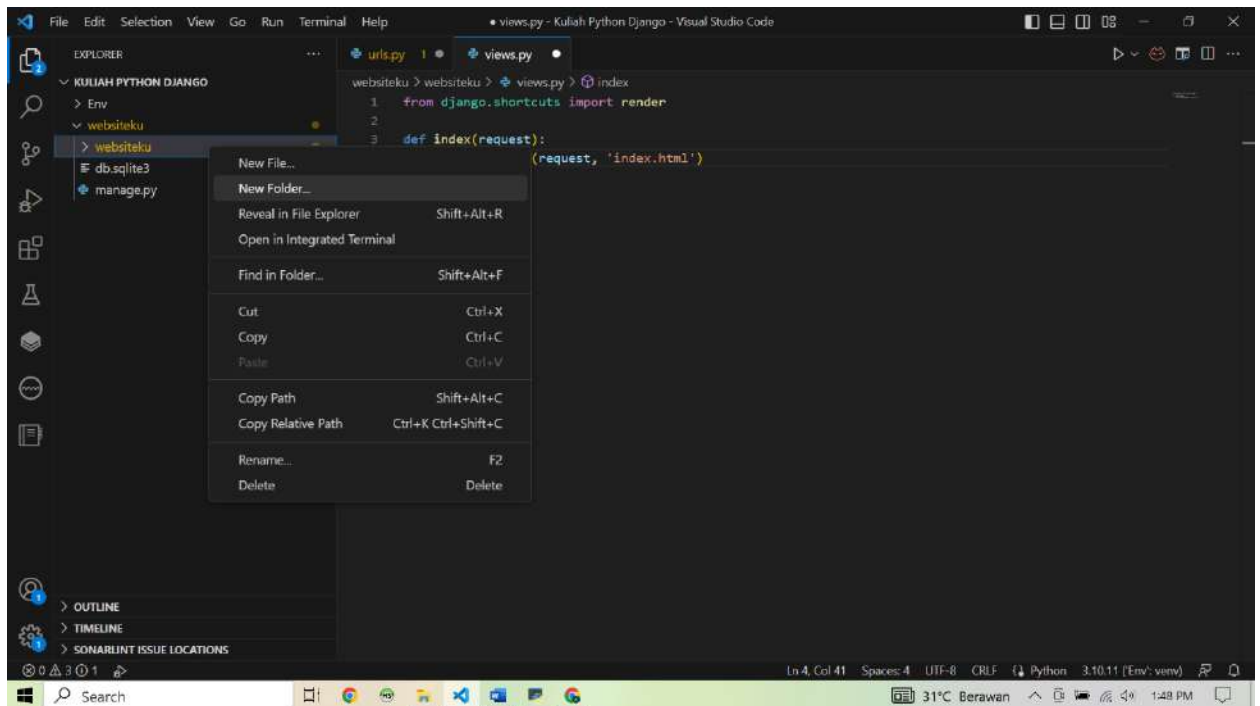 File Edit Selection View Go Run Terminal Help
● views.py - Kuliah Python Django - Visual Studio Code
EXPLORER
KULIAH PYTHON DJANGO
> Env
websiteku
> websiteku
db.sqlite3
manage.py
urls.py 1 ●
views.py ●
websiteku > websiteku > views.py > index
1 from django.shortcuts import render
2
3 def index(request):
(request, 'index.html')
New File...
New Folder...
Reveal in File Explorer Shift+Alt+R
Open in Integrated Terminal
Find in Folder... Shift+Alt+F
Cut Ctrl+X
Copy Ctrl+C
Paste Ctrl+V
Copy Path Shift+Alt+C
Copy Relative Path Ctrl+K Ctrl+Shift+C
Rename... F2
Delete Delete
> OUTLINE
> TIMELINE
> SONARLINT ISSUE LOCATIONS
0 3 1
Ln 4, Col 41 Spaces: 4 UTF-8 CRLF Python 3.10.11 ('Env': venv)
Search
31°C Berawan 1:48 PM